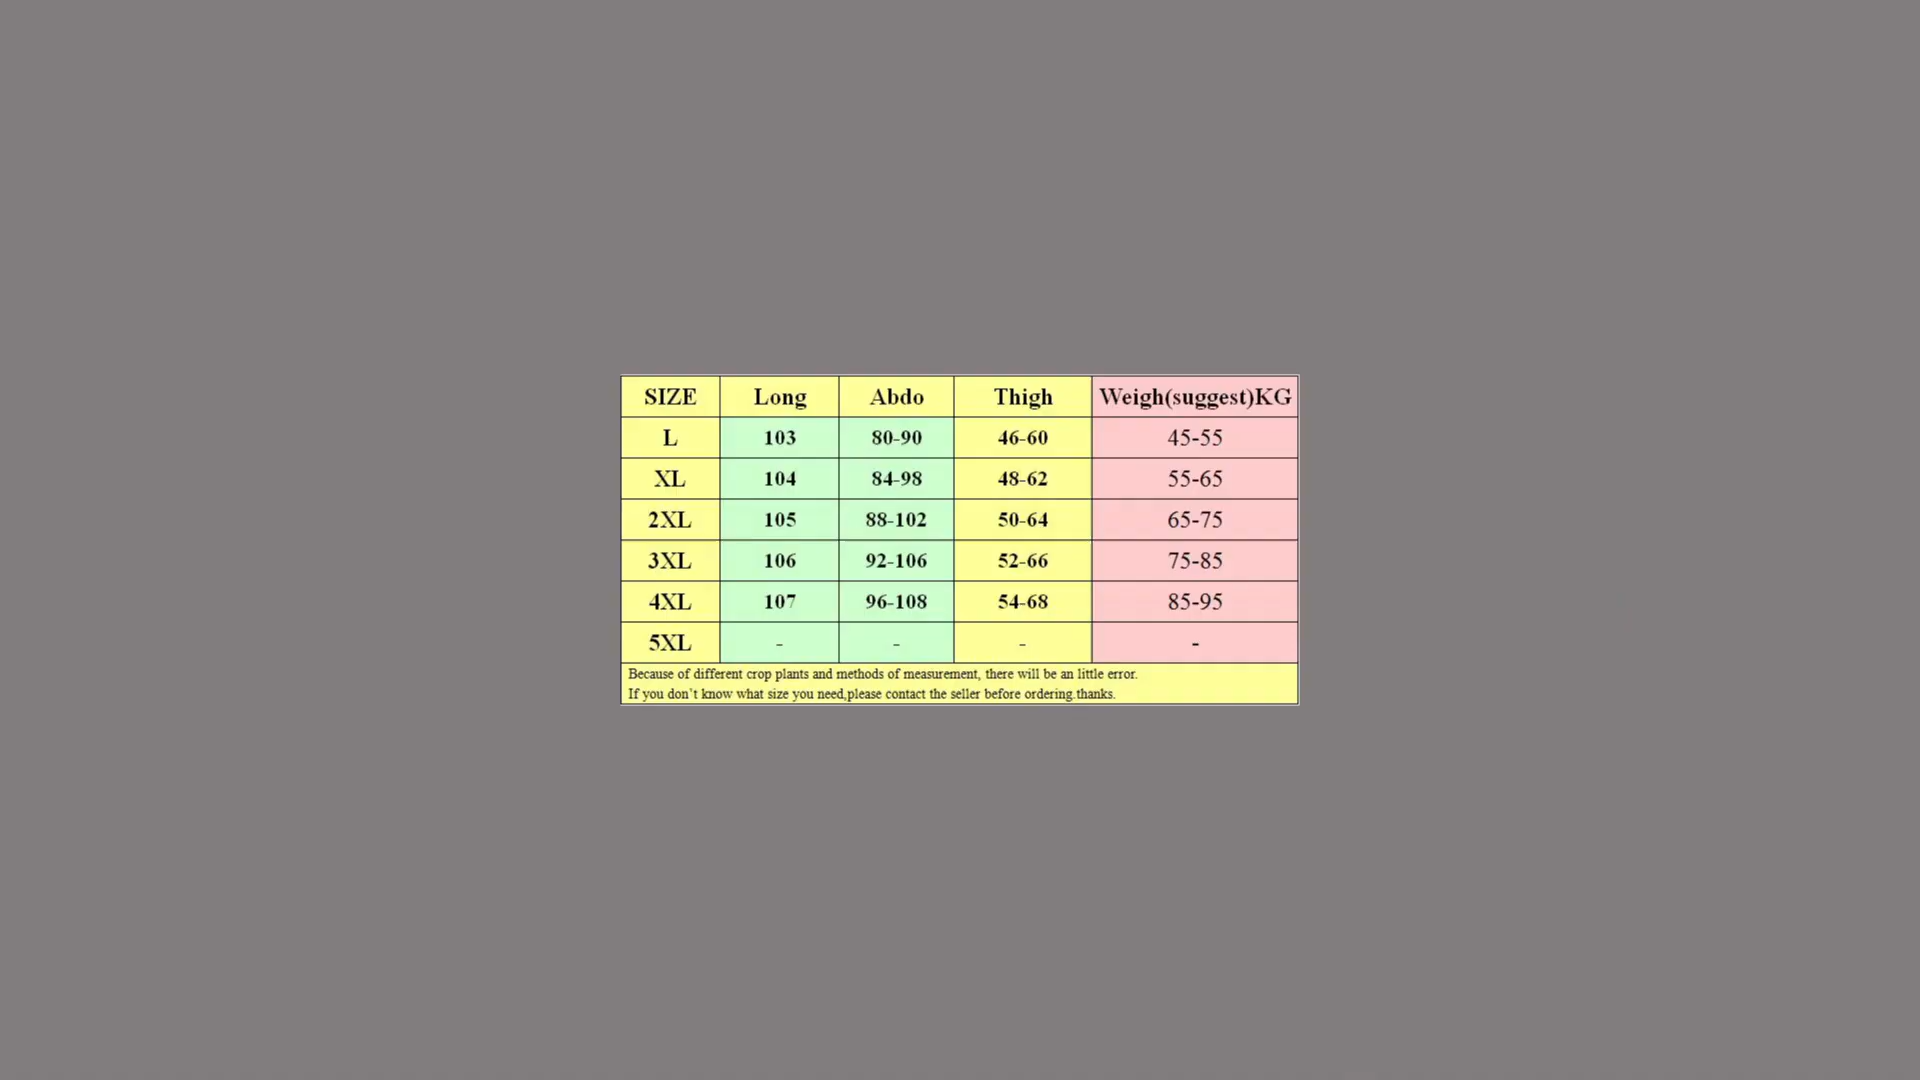 SIZE Long Abdo Thigh Weigh(suggest)KG
L 103 80-90 46-60 45-55
XL 104 84-98 48-62 55-65
2XL 105 88-102 50-64 65-75
3XL 106 92-106 52-66 75-85
4XL 107 96-108 54-68 85-95
5XL - - - -
Because of different crop plants and methods of measurement, there will be an little error.
If you don't know what size you need,please contact the seller before ordering.thanks.